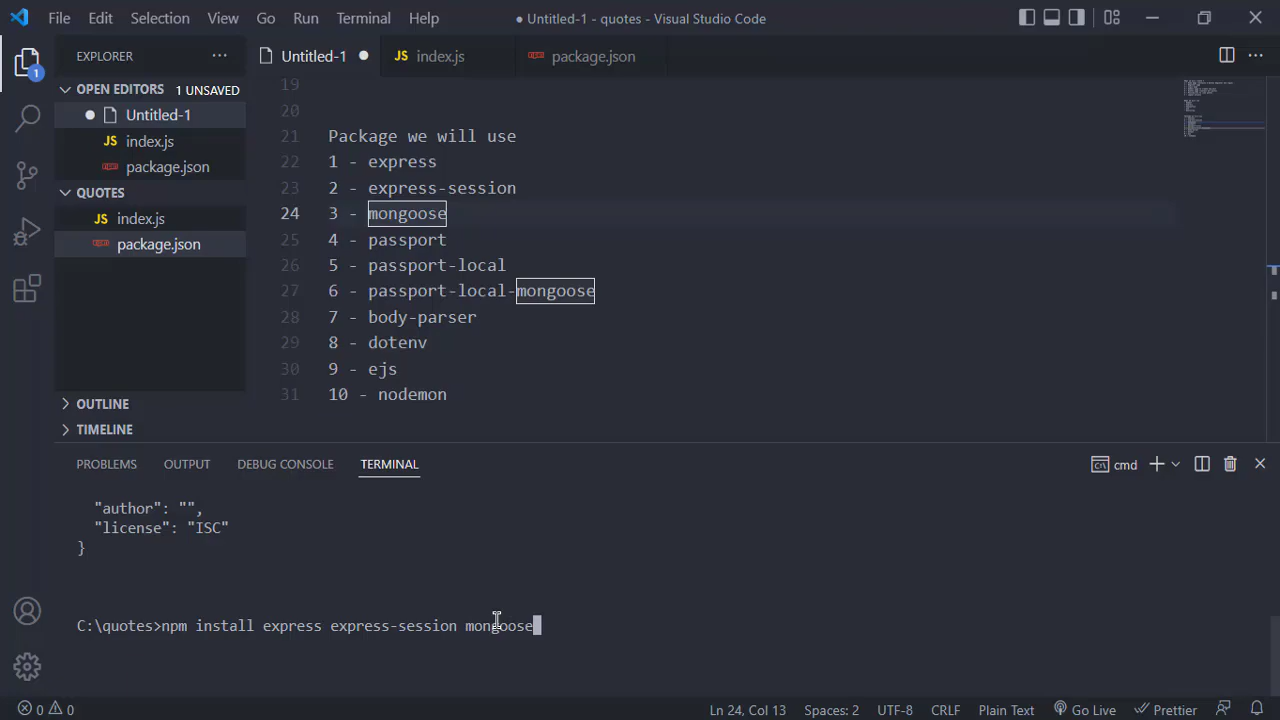 File Edit Selection View Go Run Terminal Help ● Untitled-1 - quotes - Visual Studio Code
EXPLORER ···
Untitled-1 ● JS index.js package.json
1
OPEN EDITORS 1 UNSAVED
● Untitled-1
JS index.js
package.json
QUOTES
JS index.js
package.json
OUTLINE
TIMELINE
19
20
21 Package we will use
22 1 - express
23 2 - express-session
24 3 - mongoose
25 4 - passport
26 5 - passport-local
27 6 - passport-local-mongoose
28 7 - body-parser
29 8 - dotenv
30 9 - ejs
31 10 - nodemon
PROBLEMS OUTPUT DEBUG CONSOLE TERMINAL cmd
"author": "",
"license": "ISC"
}
C:\quotes>npm install express express-session mongoose
0 0 Ln 24, Col 13 Spaces: 2 UTF-8 CRLF Plain Text Go Live Prettier